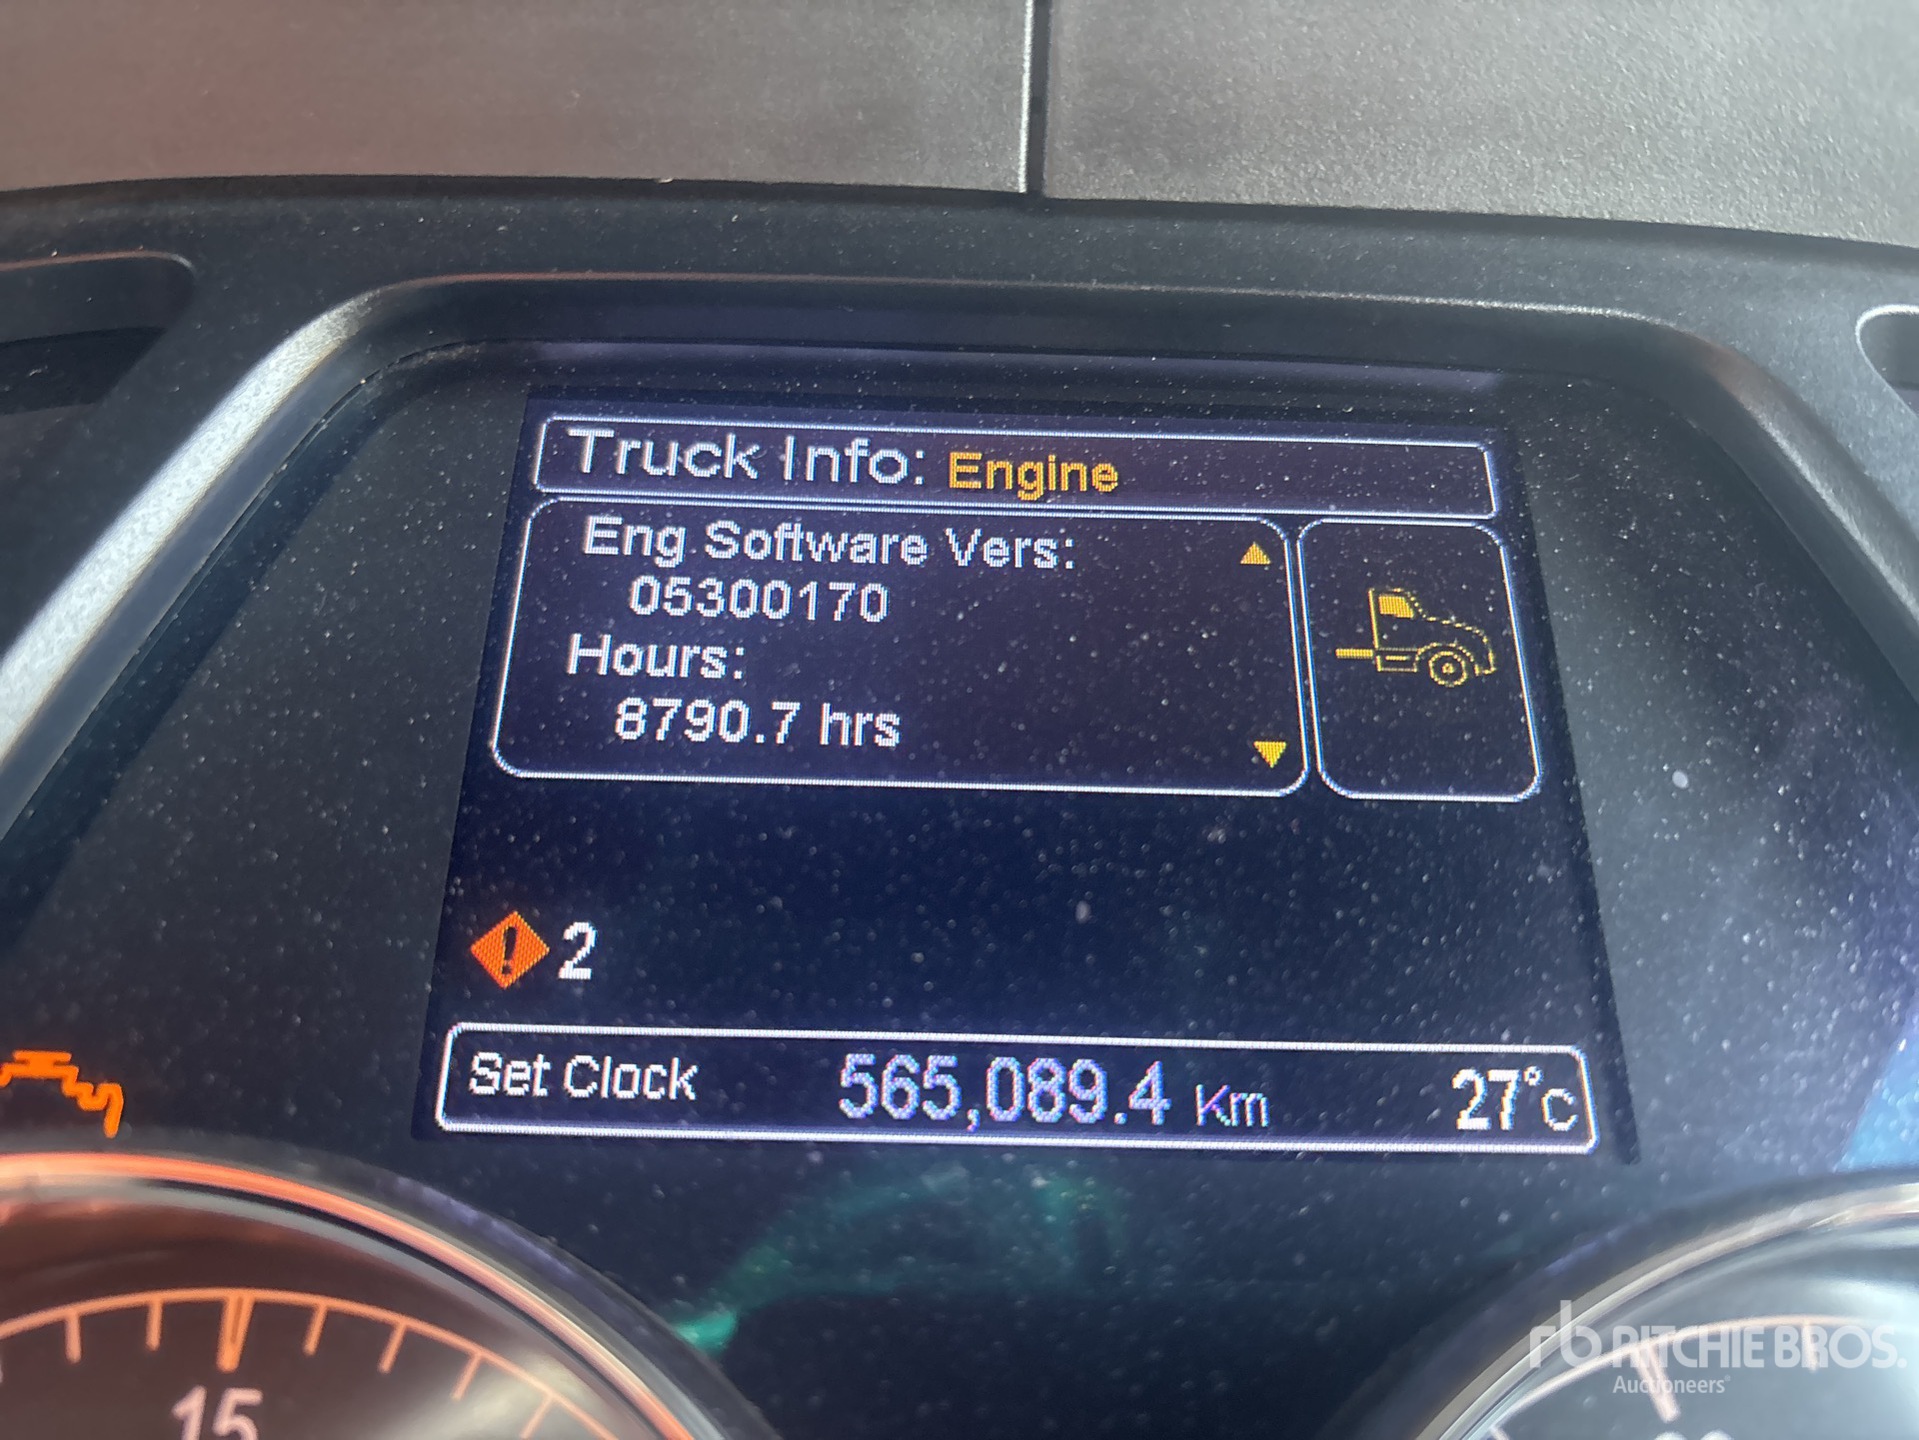 Truck Info: Engine
Eng Software Vers:
05300170
Hours:
8790.7 hrs
! 2
Set Clock 565,089.4 Km 27°C
15
rb RITCHIE BROS.
Auctioneers